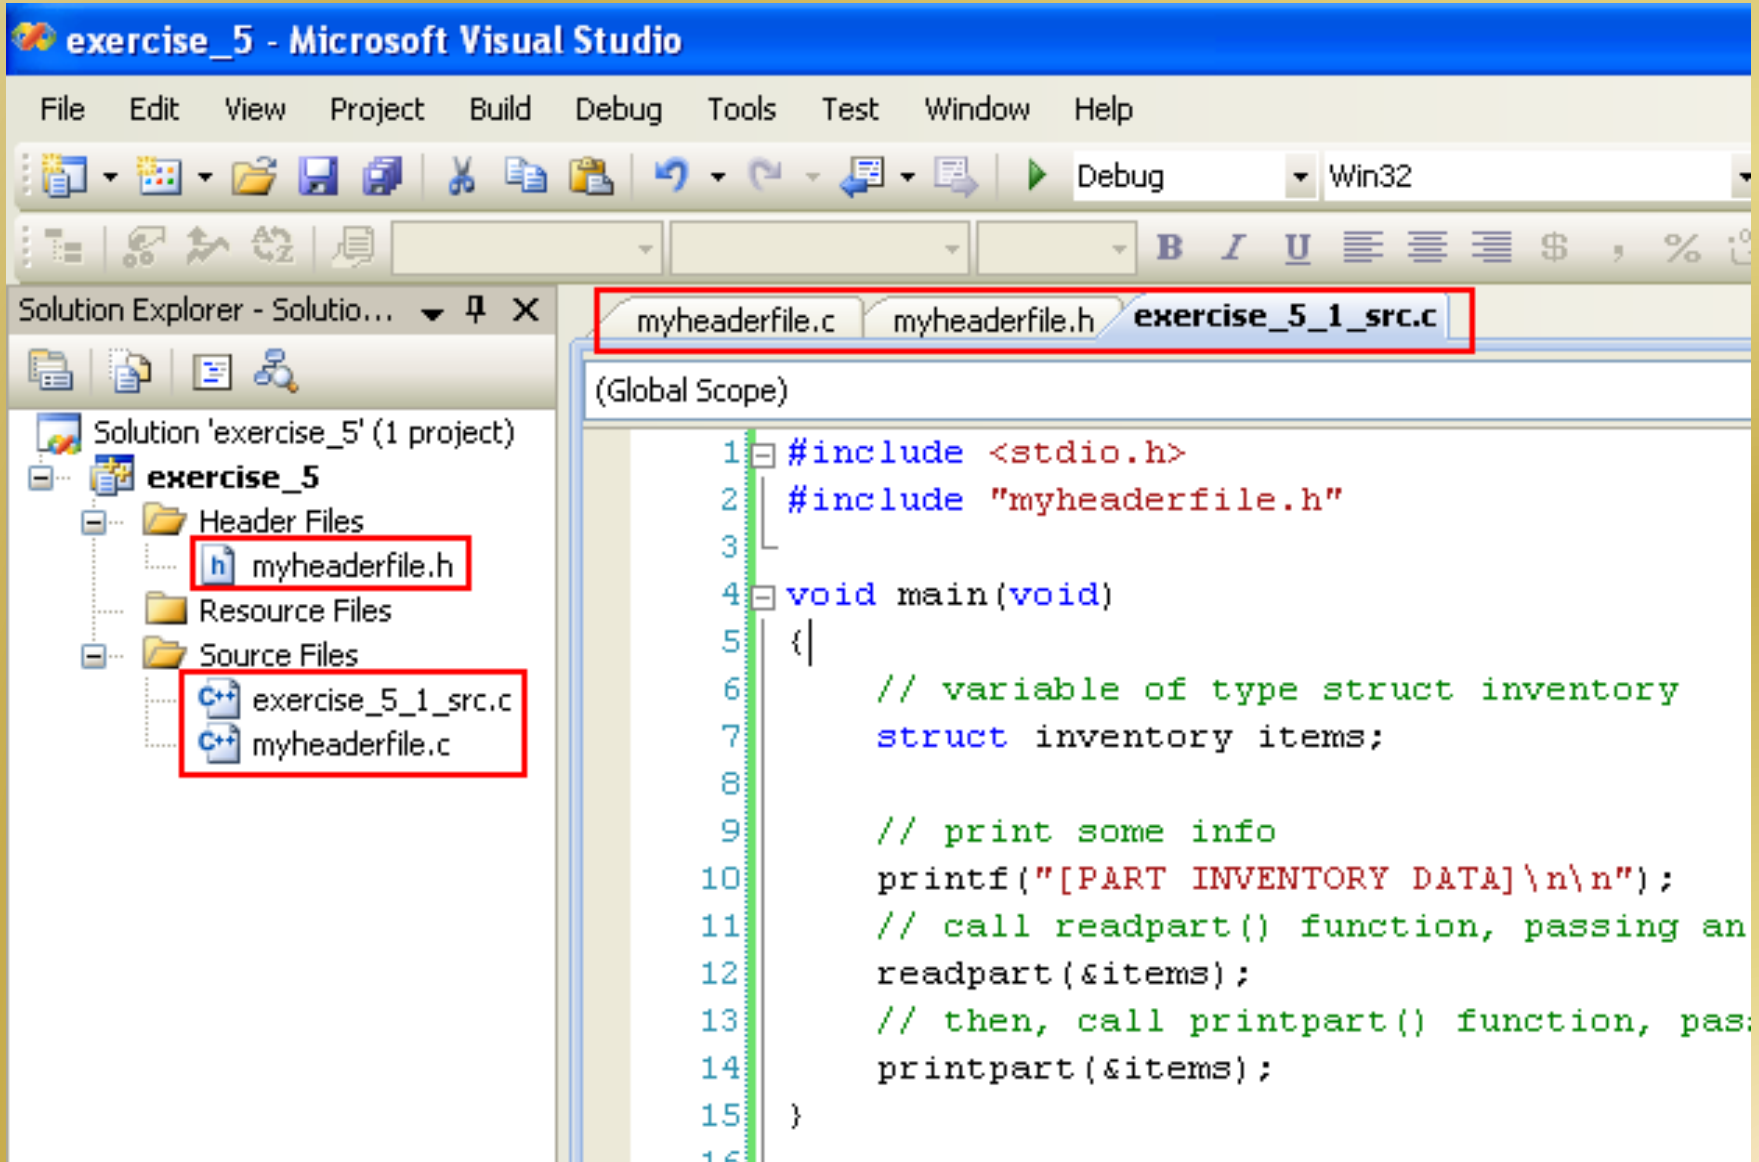 exercise_5 - Microsoft Visual Studio
File Edit View Project Build Debug Tools Test Window Help
Debug Win32
B I U $ , %
Solution Explorer - Solutio...
myheaderfile.c myheaderfile.h exercise_5_1_src.c
(Global Scope)
Solution 'exercise_5' (1 project)
exercise_5
Header Files
myheaderfile.h
Resource Files
Source Files
exercise_5_1_src.c
myheaderfile.c
1 #include <stdio.h>
2 #include "myheaderfile.h"
3
4 void main(void)
5 {
6 // variable of type struct inventory
7 struct inventory items;
8
9 // print some info
10 printf("[PART INVENTORY DATA]\n\n");
11 // call readpart() function, passing an
12 readpart(&items);
13 // then, call printpart() function, pas
14 printpart(&items);
15 }
16